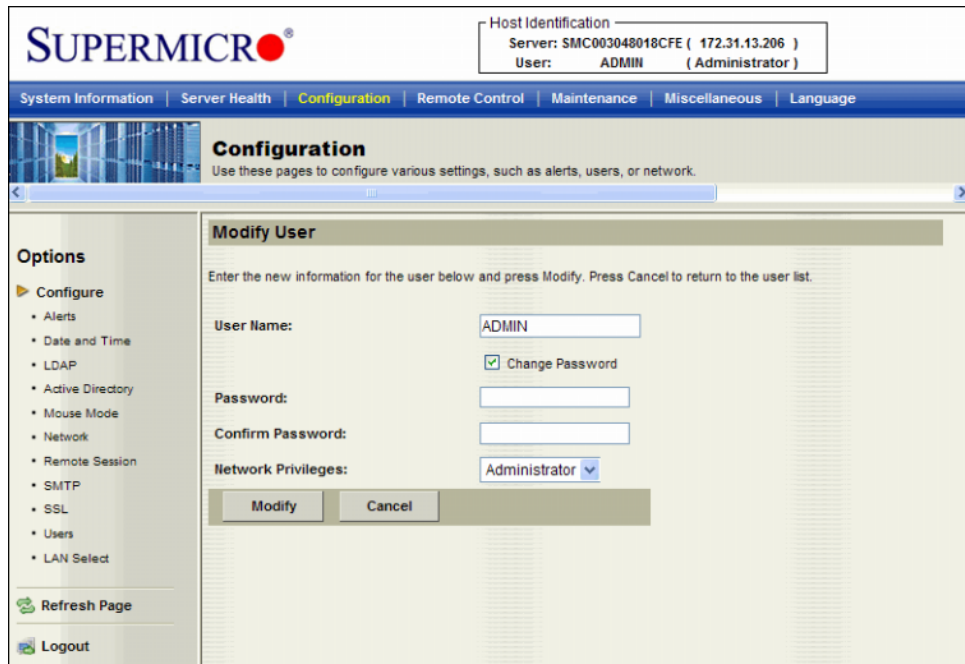 SUPERMICR®
Host Identification
Server: SMC003048018CFE ( 172.31.13.206 )
User: ADMIN ( Administrator )
System Information | Server Health | Configuration | Remote Control | Maintenance | Miscellaneous | Language
Configuration
Use these pages to configure various settings, such as alerts, users, or network.
Options
Configure
• Alerts
• Date and Time
• LDAP
• Active Directory
• Mouse Mode
• Network
• Remote Session
• SMTP
• SSL
• Users
• LAN Select
Refresh Page
Logout
Modify User
Enter the new information for the user below and press Modify. Press Cancel to return to the user list.
User Name: ADMIN
Change Password
Password:
Confirm Password:
Network Privileges: Administrator
Modify Cancel